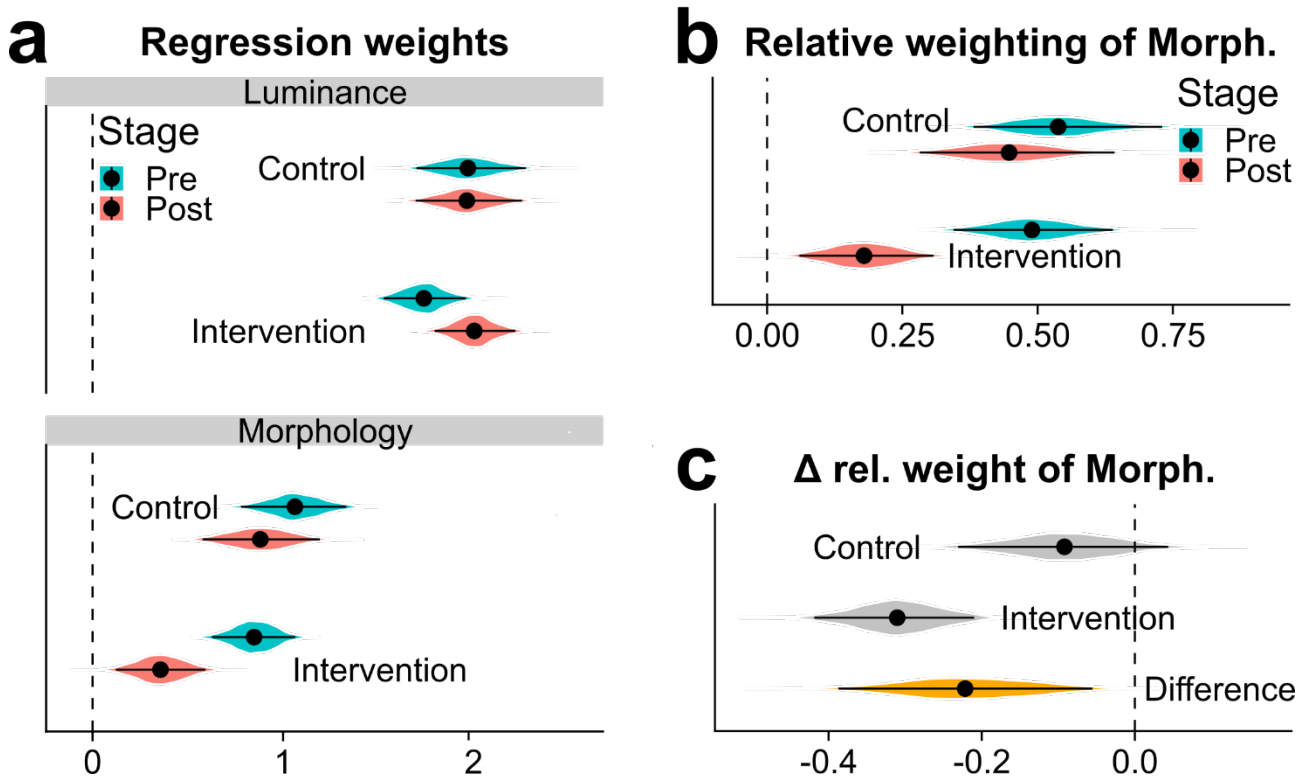 a
Regression weights
Luminance
Stage
Pre
Post
Control
Intervention
Morphology
Control
Intervention
0 1 2
b
Relative weighting of Morph.
Stage
Pre
Post
Control
Intervention
0.00 0.25 0.50 0.75
c
Δ rel. weight of Morph.
Control
Intervention
Difference
-0.4 -0.2 0.0